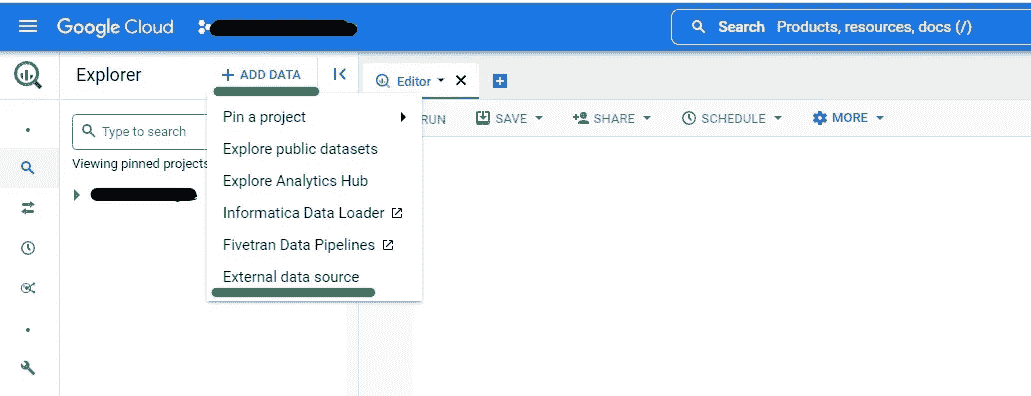 Google Cloud
Search Products, resources, docs (/)
Explorer
+ ADD DATA
Editor
Pin a project
Explore public datasets
Explore Analytics Hub
Informatica Data Loader
Fivetran Data Pipelines
External data source
RUN
SAVE
SHARE
SCHEDULE
MORE
Type to search
Viewing pinned projects